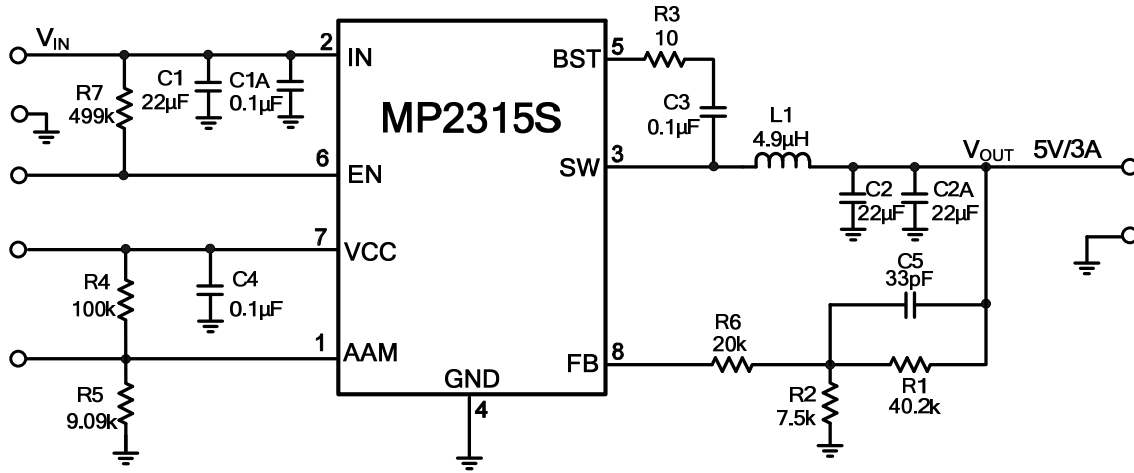 V_IN
2
IN
R7
499k
C1
22µF
C1A
0.1µF
6
EN
7
VCC
R4
100k
C4
0.1µF
1
AAM
R5
9.09k
MP2315S
GND
4
BST
5
R3
10
C3
0.1µF
SW
3
L1
4.9µH
V_OUT 5V/3A
C2
22µF
C2A
22µF
C5
33pF
FB
8
R6
20k
R2
7.5k
R1
40.2k